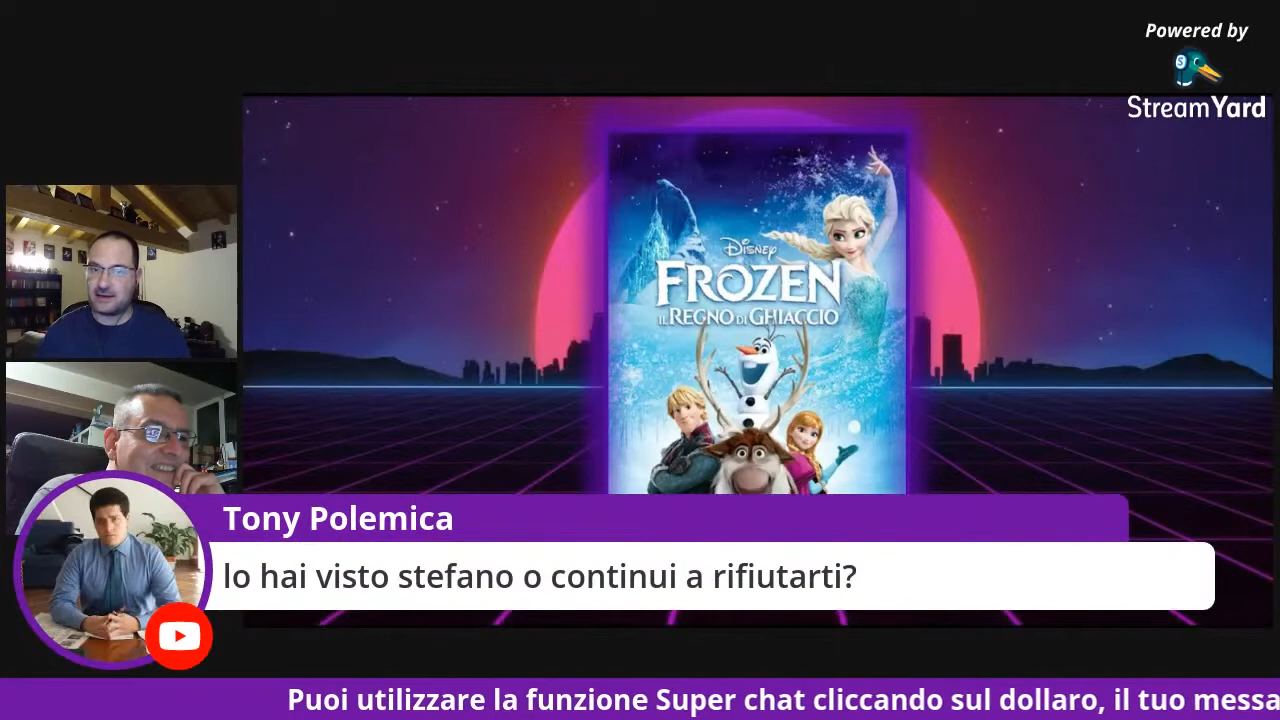 Powered by
StreamYard
DISNEY
FROZEN
IL REGNO DI GHIACCIO
Tony Polemica
lo hai visto stefano o continui a rifiutarti?
Puoi utilizzare la funzione Super chat cliccando sul dollaro, il tuo messa